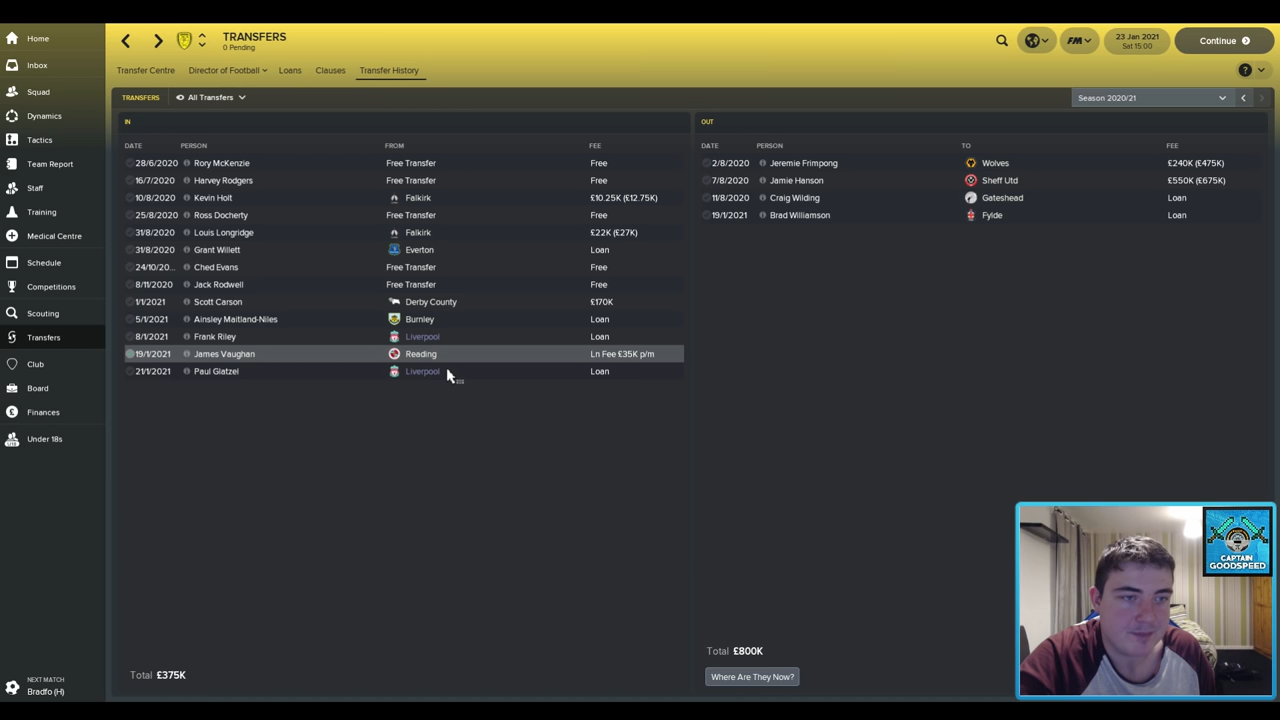 Home
Inbox
Squad
Dynamics
Tactics
Team Report
Staff
Training
Medical Centre
Schedule
Competitions
Scouting
Transfers
Club
Board
Finances
Under 18s
NEXT MATCH
Bradfo (H)
TRANSFERS
0 Pending
FM
23 Jan 2021
Sat 15:00
Continue
Transfer Centre Director of Football Loans Clauses Transfer History
?
TRANSFERS All Transfers
Season 2020/21
IN
DATE PERSON FROM FEE
28/6/2020 Rory McKenzie Free Transfer Free
16/7/2020 Harvey Rodgers Free Transfer Free
10/8/2020 Kevin Holt Falkirk £10.25K (£12.75K)
25/8/2020 Ross Docherty Free Transfer Free
31/8/2020 Louis Longridge Falkirk £22K (£27K)
31/8/2020 Grant Willett Everton Loan
24/10/20... Ched Evans Free Transfer Free
8/11/2020 Jack Rodwell Free Transfer Free
1/1/2021 Scott Carson Derby County £170K
5/1/2021 Ainsley Maitland-Niles Burnley Loan
8/1/2021 Frank Riley Liverpool Loan
19/1/2021 James Vaughan Reading Ln Fee £35K p/m
21/1/2021 Paul Glatzel Liverpool Loan
Total £375K
OUT
DATE PERSON TO FEE
2/8/2020 Jeremie Frimpong Wolves £240K (£475K)
7/8/2020 Jamie Hanson Sheff Utd £550K (£675K)
11/8/2020 Craig Wilding Gateshead Loan
19/1/2021 Brad Williamson Fylde Loan
Total £800K
Where Are They Now?
CAPTAIN
GOODSPEED